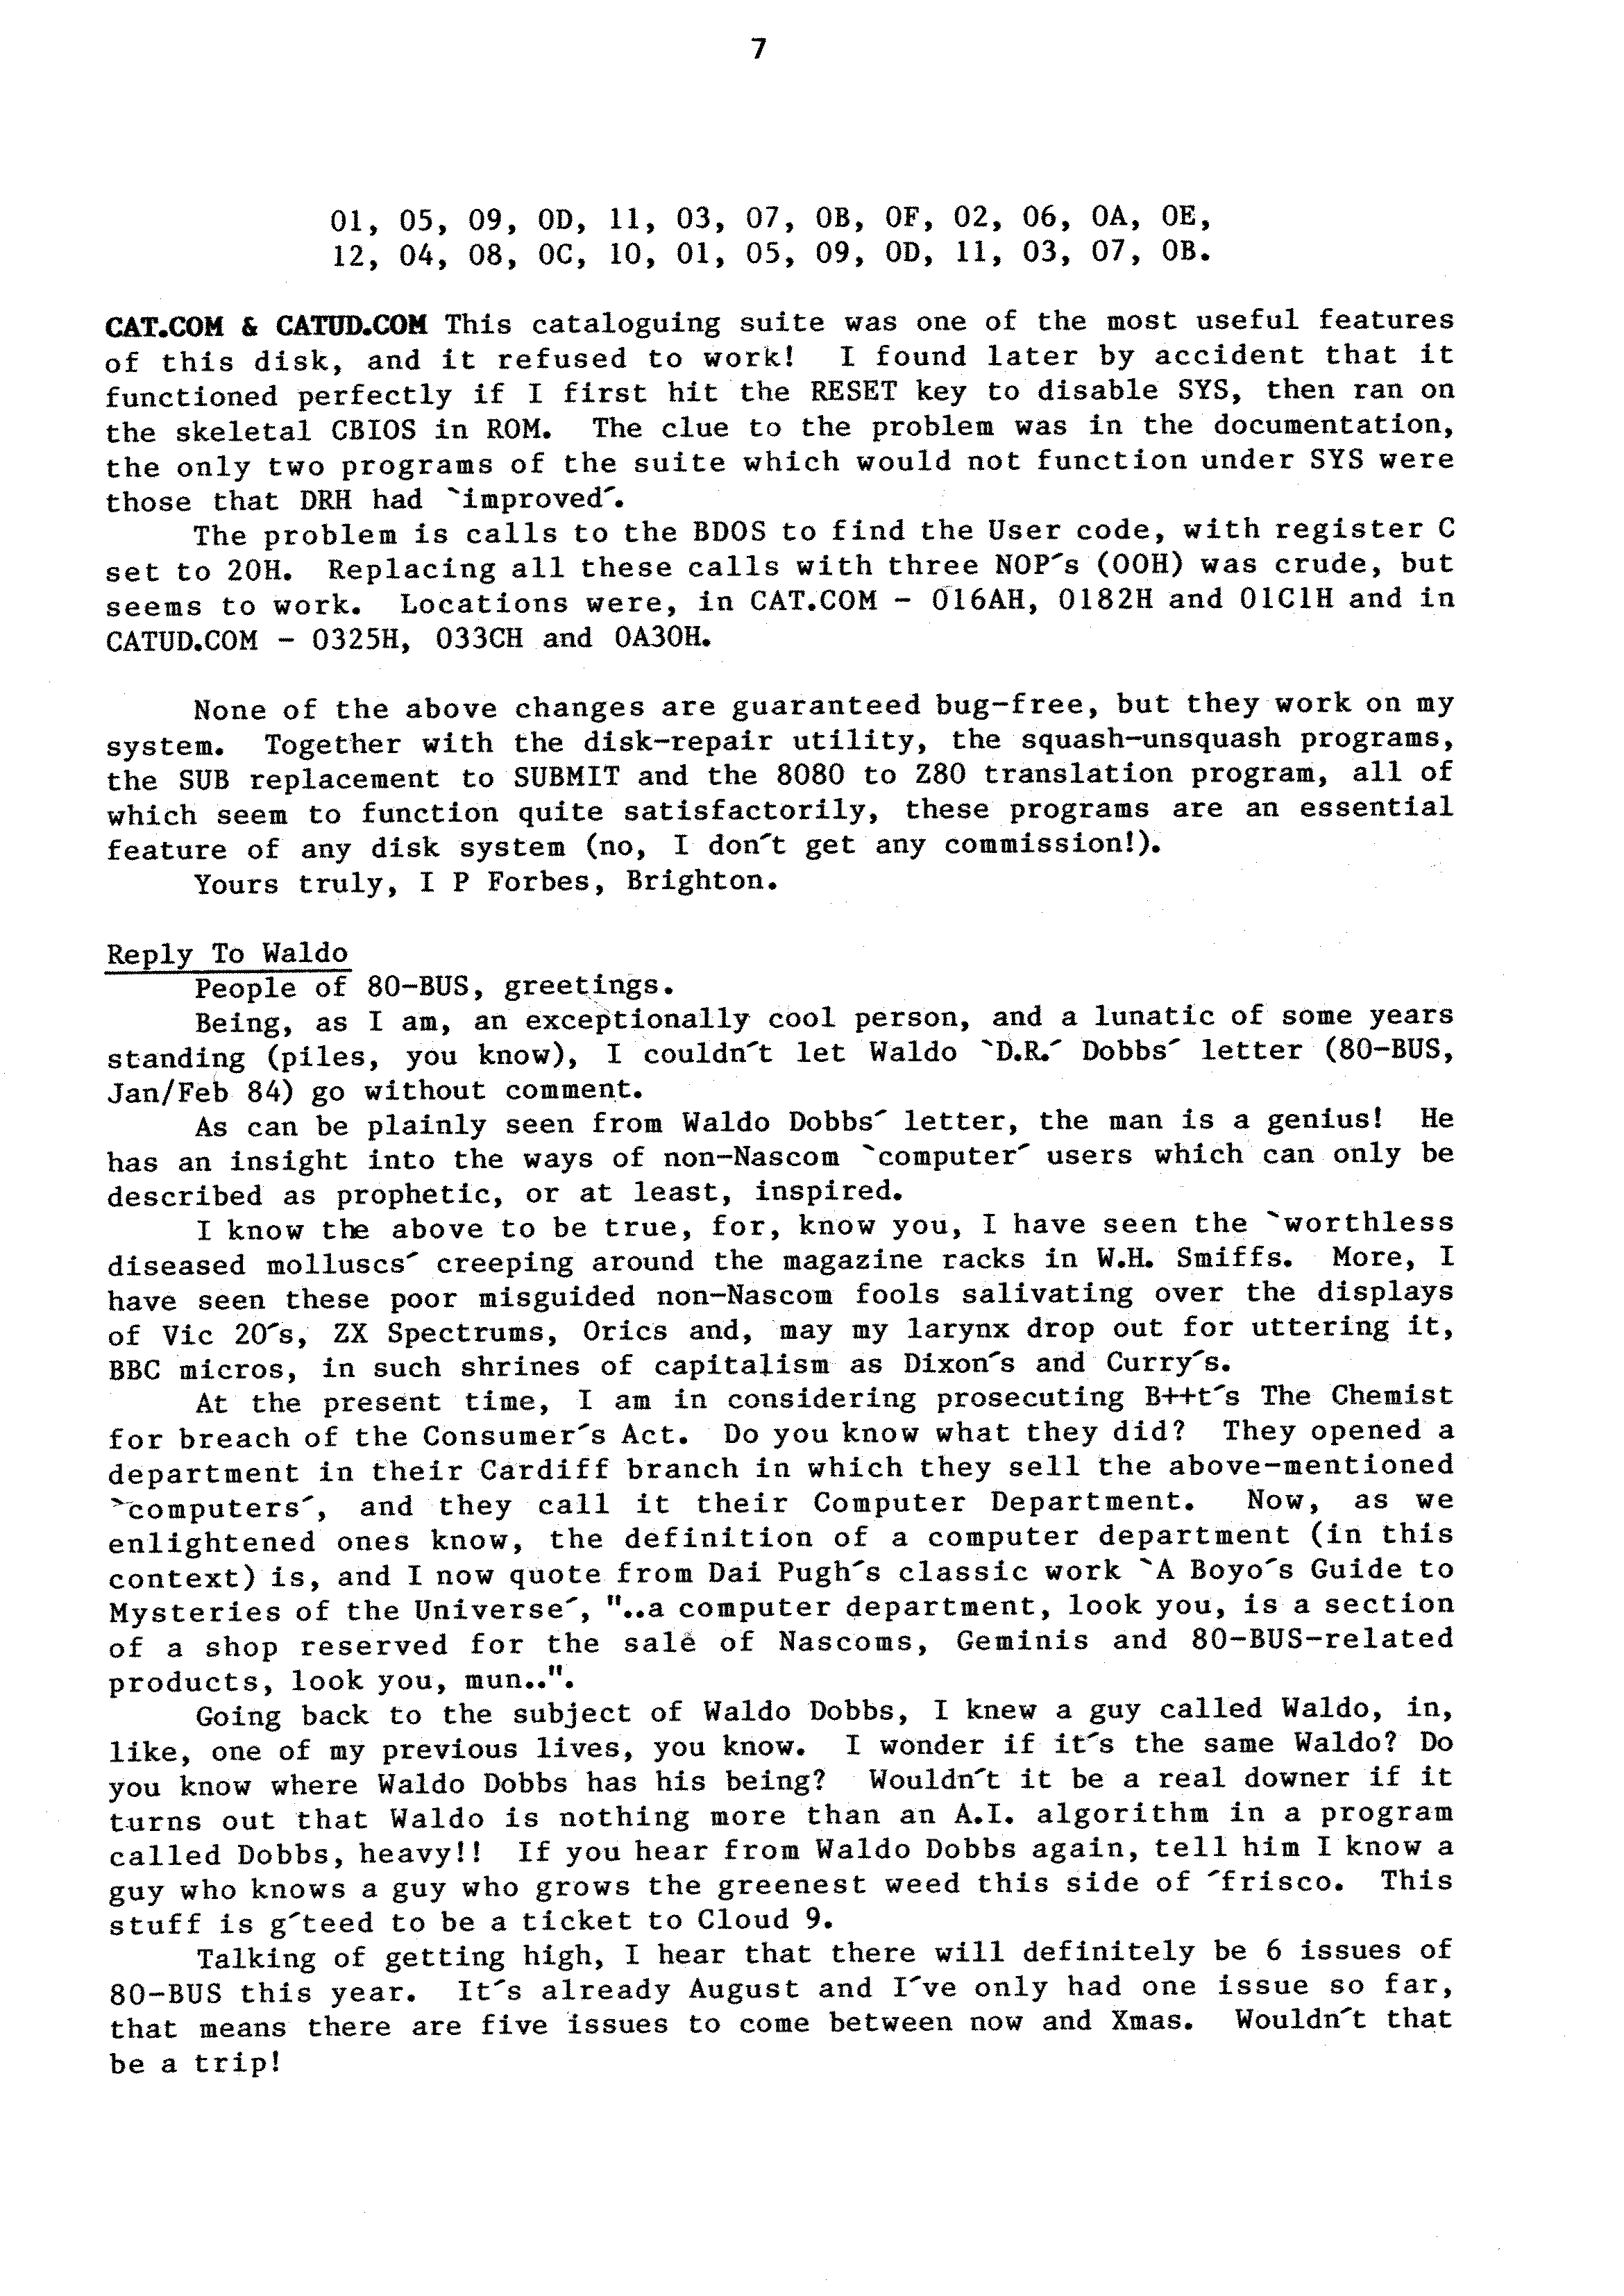 7
01, 05, 09, 0D, 11, 03, 07, 0B, 0F, 02, 06, 0A, 0E,
12, 04, 08, 0C, 10, 01, 05, 09, 0D, 11, 03, 07, 0B.
CAT.COM & CATUD.COM This cataloguing suite was one of the most useful features
of this disk, and it refused to work! I found later by accident that it
functioned perfectly if I first hit the RESET key to disable SYS, then ran on
the skeletal CBIOS in ROM. The clue to the problem was in the documentation,
the only two programs of the suite which would not function under SYS were
those that DRH had `improved´.
The problem is calls to the BDOS to find the User code, with register C
set to 20H. Replacing all these calls with three NOP´s (00H) was crude, but
seems to work. Locations were, in CAT.COM - 016AH, 0182H and 01C1H and in
CATUD.COM - 0325H, 033CH and 0A30H.
None of the above changes are guaranteed bug-free, but they work on my
system. Together with the disk-repair utility, the squash-unsquash programs,
the SUB replacement to SUBMIT and the 8080 to Z80 translation program, all of
which seem to function quite satisfactorily, these programs are an essential
feature of any disk system (no, I don´t get any commission!).
Yours truly, I P Forbes, Brighton.
Reply To Waldo
People of 80-BUS, greetings.
Being, as I am, an exceptionally cool person, and a lunatic of some years
standing (piles, you know), I couldn´t let Waldo `D.R.´ Dobbs´ letter (80-BUS,
Jan/Feb 84) go without comment.
As can be plainly seen from Waldo Dobbs´ letter, the man is a genius! He
has an insight into the ways of non-Nascom `computer´ users which can only be
described as prophetic, or at least, inspired.
I know the above to be true, for, know you, I have seen the `worthless
diseased molluscs´ creeping around the magazine racks in W.H. Smiffs. More, I
have seen these poor misguided non-Nascom fools salivating over the displays
of Vic 20´s, ZX Spectrums, Orics and, may my larynx drop out for uttering it,
BBC micros, in such shrines of capitalism as Dixon´s and Curry´s.
At the present time, I am in considering prosecuting B++t´s The Chemist
for breach of the Consumer´s Act. Do you know what they did? They opened a
department in their Cardiff branch in which they sell the above-mentioned
`computers´, and they call it their Computer Department. Now, as we
enlightened ones know, the definition of a computer department (in this
context) is, and I now quote from Dai Pugh´s classic work `A Boyo´s Guide to
Mysteries of the Universe´, "..a computer department, look you, is a section
of a shop reserved for the sale of Nascoms, Geminis and 80-BUS-related
products, look you, mun..".
Going back to the subject of Waldo Dobbs, I knew a guy called Waldo, in,
like, one of my previous lives, you know. I wonder if it´s the same Waldo? Do
you know where Waldo Dobbs has his being? Wouldn´t it be a real downer if it
turns out that Waldo is nothing more than an A.I. algorithm in a program
called Dobbs, heavy!! If you hear from Waldo Dobbs again, tell him I know a
guy who knows a guy who grows the greenest weed this side of ´frisco. This
stuff is g´teed to be a ticket to Cloud 9.
Talking of getting high, I hear that there will definitely be 6 issues of
80-BUS this year. It´s already August and I´ve only had one issue so far,
that means there are five issues to come between now and Xmas. Wouldn´t that
be a trip!